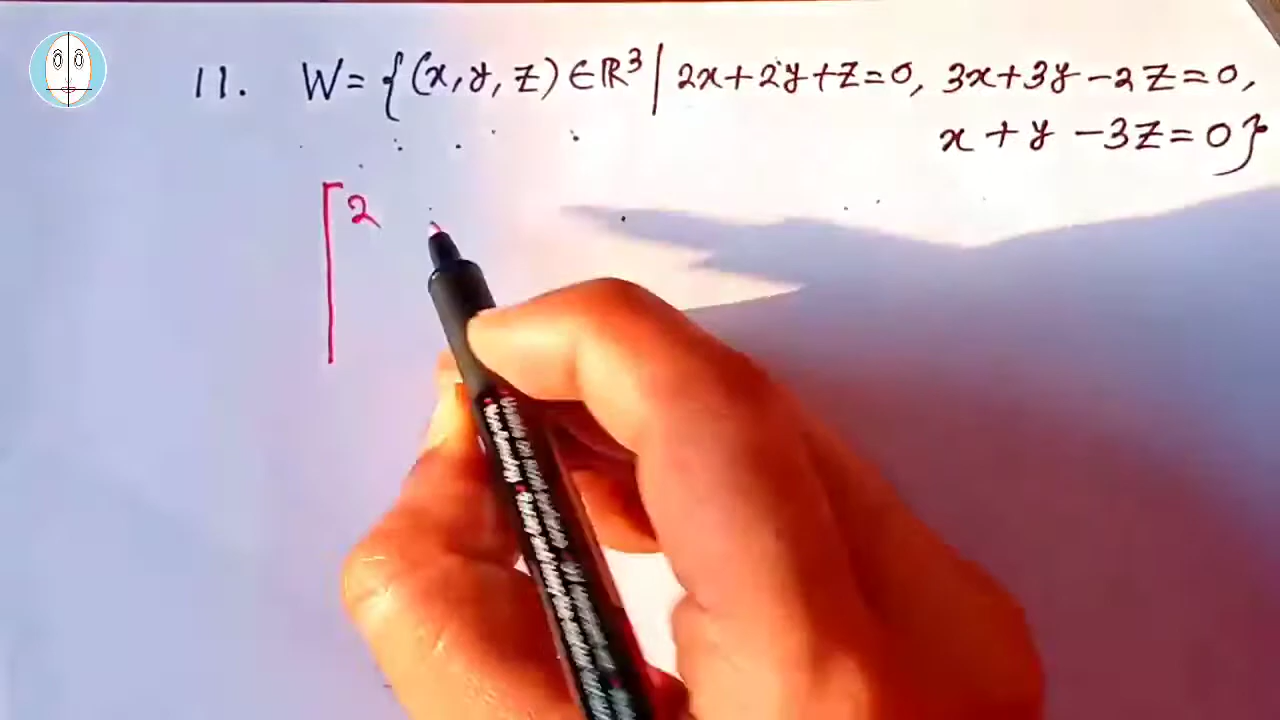 11. W = {(x, y, z) ∈ ℝ³ | 2x+2y+z=0, 3x+3y-2z=0,
x+y-3z=0}
[2